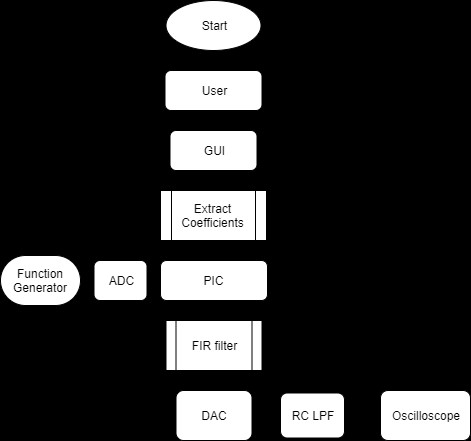 Start
User
GUI
Extract
Coefficients
Function
Generator
ADC
PIC
FIR filter
DAC
RC LPF
Oscilloscope